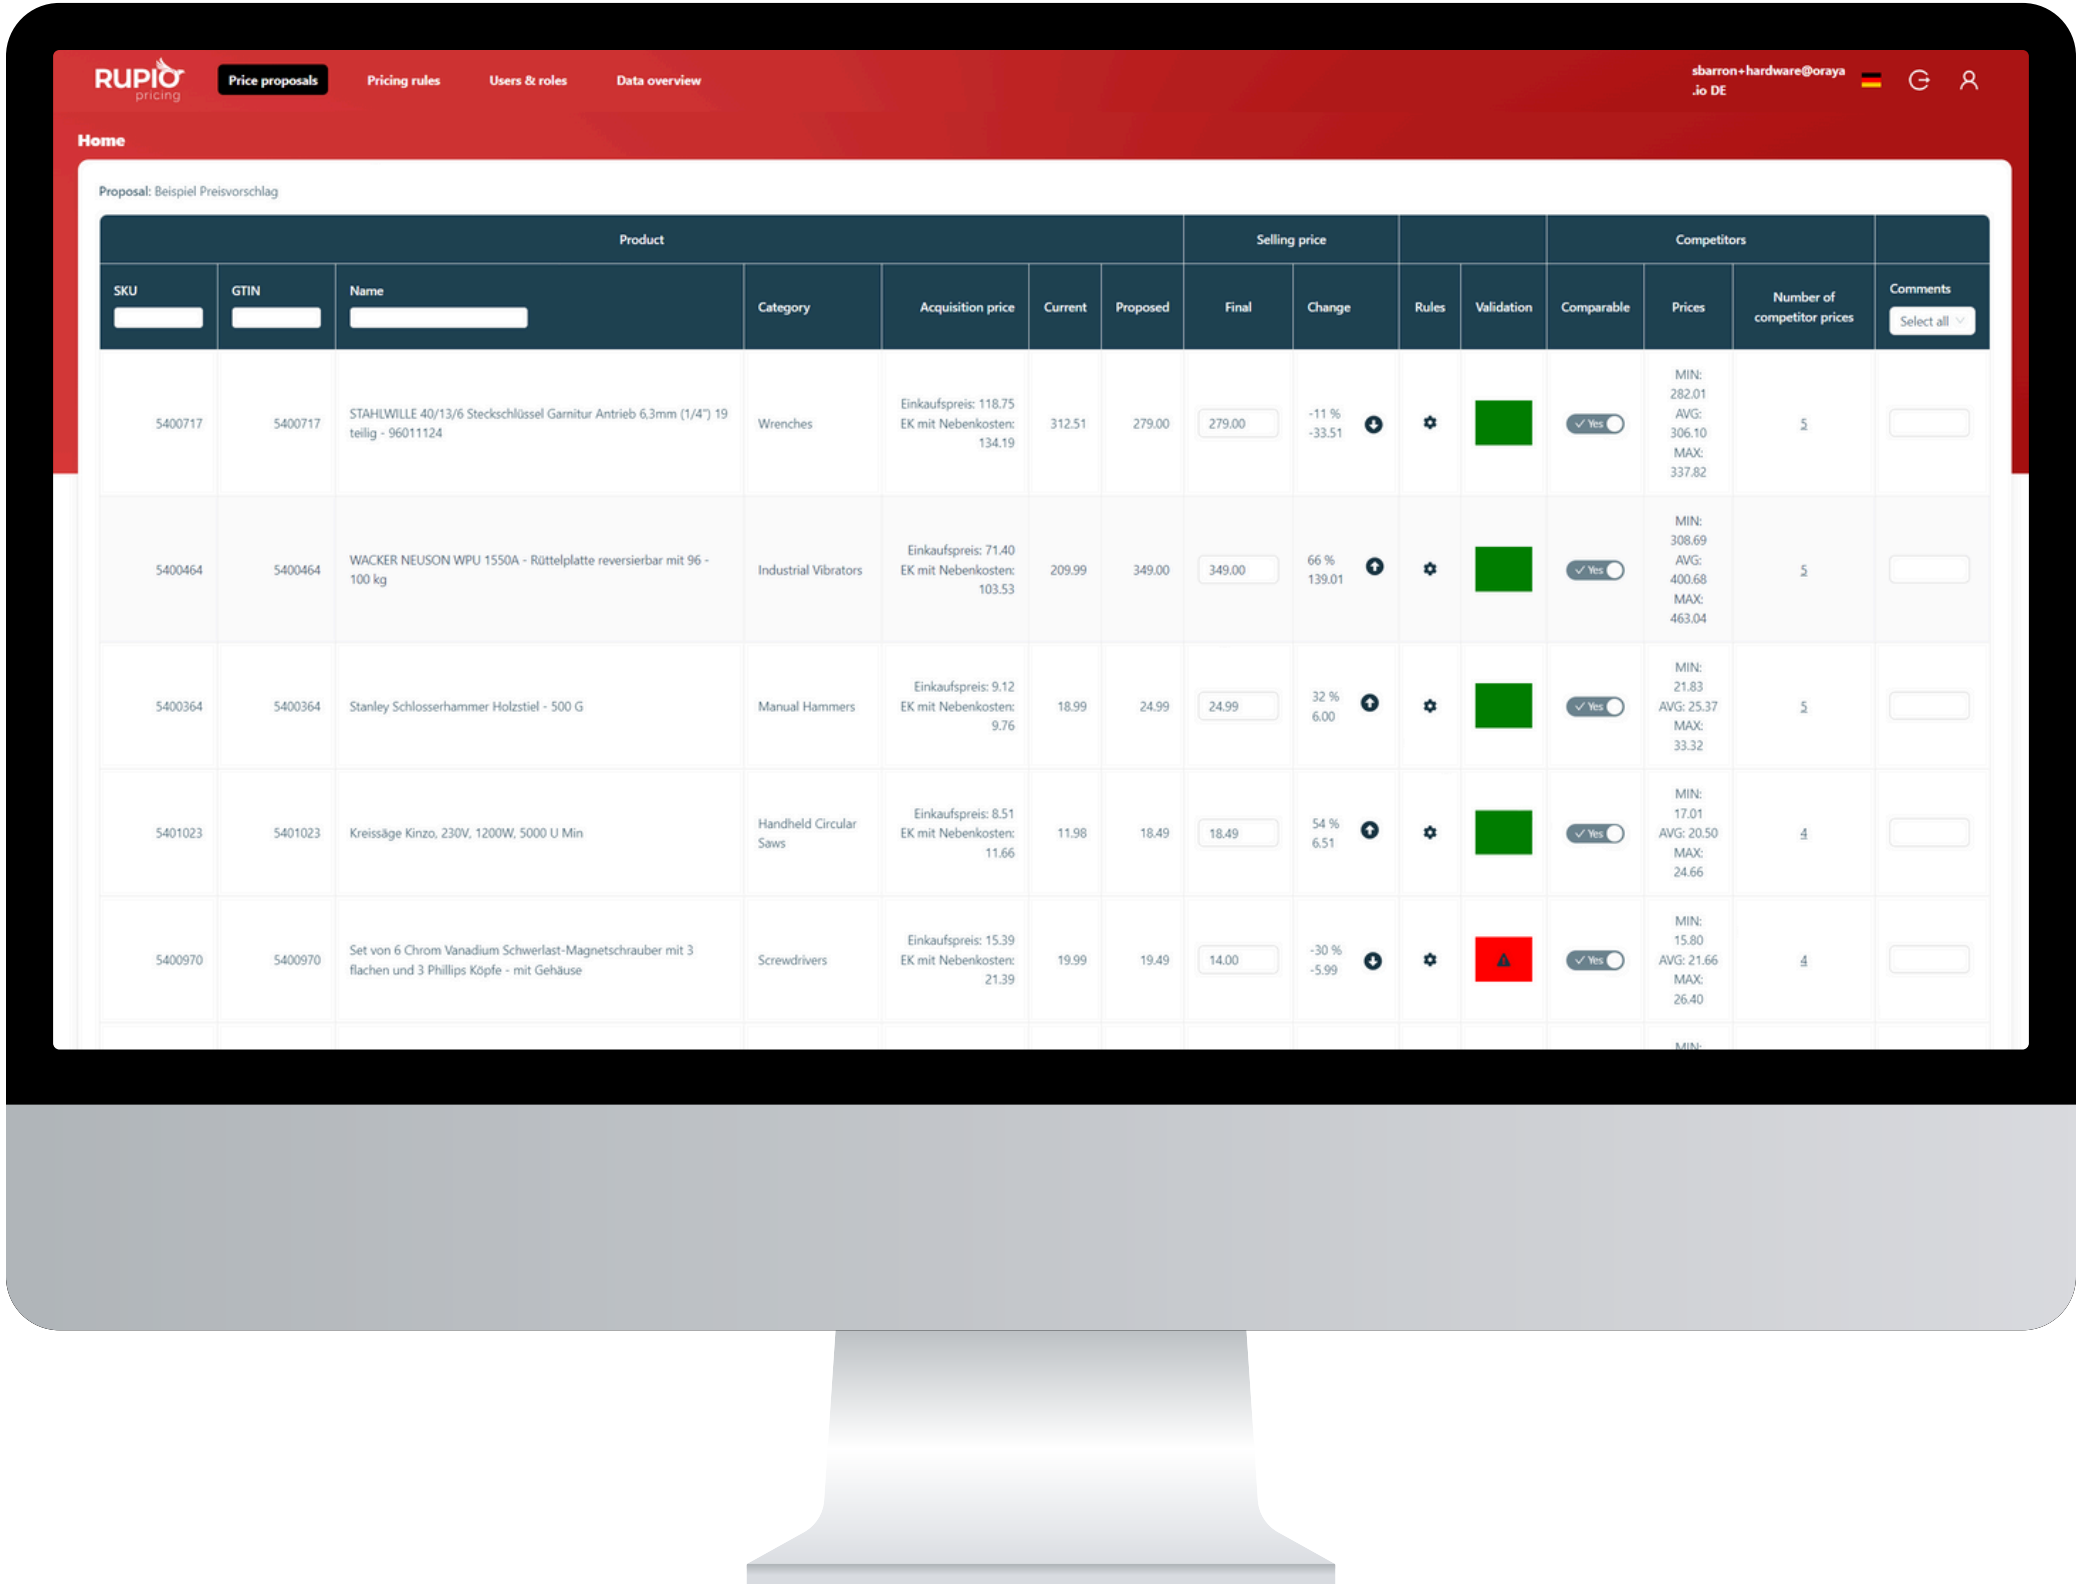 RUPIO
pricing
Price proposals
Pricing rules
Users & roles
Data overview
sbarron+hardware@oraya
.io DE
Home
Proposal: Beispiel Preisvorschlag
Product
Selling price
Competitors
SKU
GTIN
Name
Category
Acquisition price
Current
Proposed
Final
Change
Rules
Validation
Comparable
Prices
Number of
competitor prices
Comments
Select all
5400717
5400717
STAHLWILLE 40/13/6 Steckschlüssel Garnitur Antrieb 6,3mm (1/4") 19
teilig - 96011124
Wrenches
Einkaufspreis: 118.75
EK mit Nebenkosten:
134.19
312.51
279.00
279.00
-11 %
-33.51
Yes
MIN:
282.01
AVG:
306.10
MAX:
337.82
5
5400464
5400464
WACKER NEUSON WPU 1550A - Rüttelplatte reversierbar mit 96 -
100 kg
Industrial Vibrators
Einkaufspreis: 71.40
EK mit Nebenkosten:
103.53
209.99
349.00
349.00
66 %
139.01
Yes
MIN:
308.69
AVG:
400.68
MAX:
463.04
5
5400364
5400364
Stanley Schlosserhammer Holzstiel - 500 G
Manual Hammers
Einkaufspreis: 9.12
EK mit Nebenkosten:
9.76
18.99
24.99
24.99
32 %
6.00
Yes
MIN:
21.83
AVG: 25.37
MAX:
33.32
5
5401023
5401023
Kreissäge Kinzo, 230V, 1200W, 5000 U Min
Handheld Circular
Saws
Einkaufspreis: 8.51
EK mit Nebenkosten:
11.66
11.98
18.49
18.49
54 %
6.51
Yes
MIN:
17.01
AVG: 20.50
MAX:
24.66
4
5400970
5400970
Set von 6 Chrom Vanadium Schwerlast-Magnetschrauber mit 3
flachen und 3 Phillips Köpfe - mit Gehäuse
Screwdrivers
Einkaufspreis: 15.39
EK mit Nebenkosten:
21.39
19.99
19.49
14.00
-30 %
-5.99
Yes
MIN:
15.80
AVG: 21.66
MAX:
26.40
4
MIN: